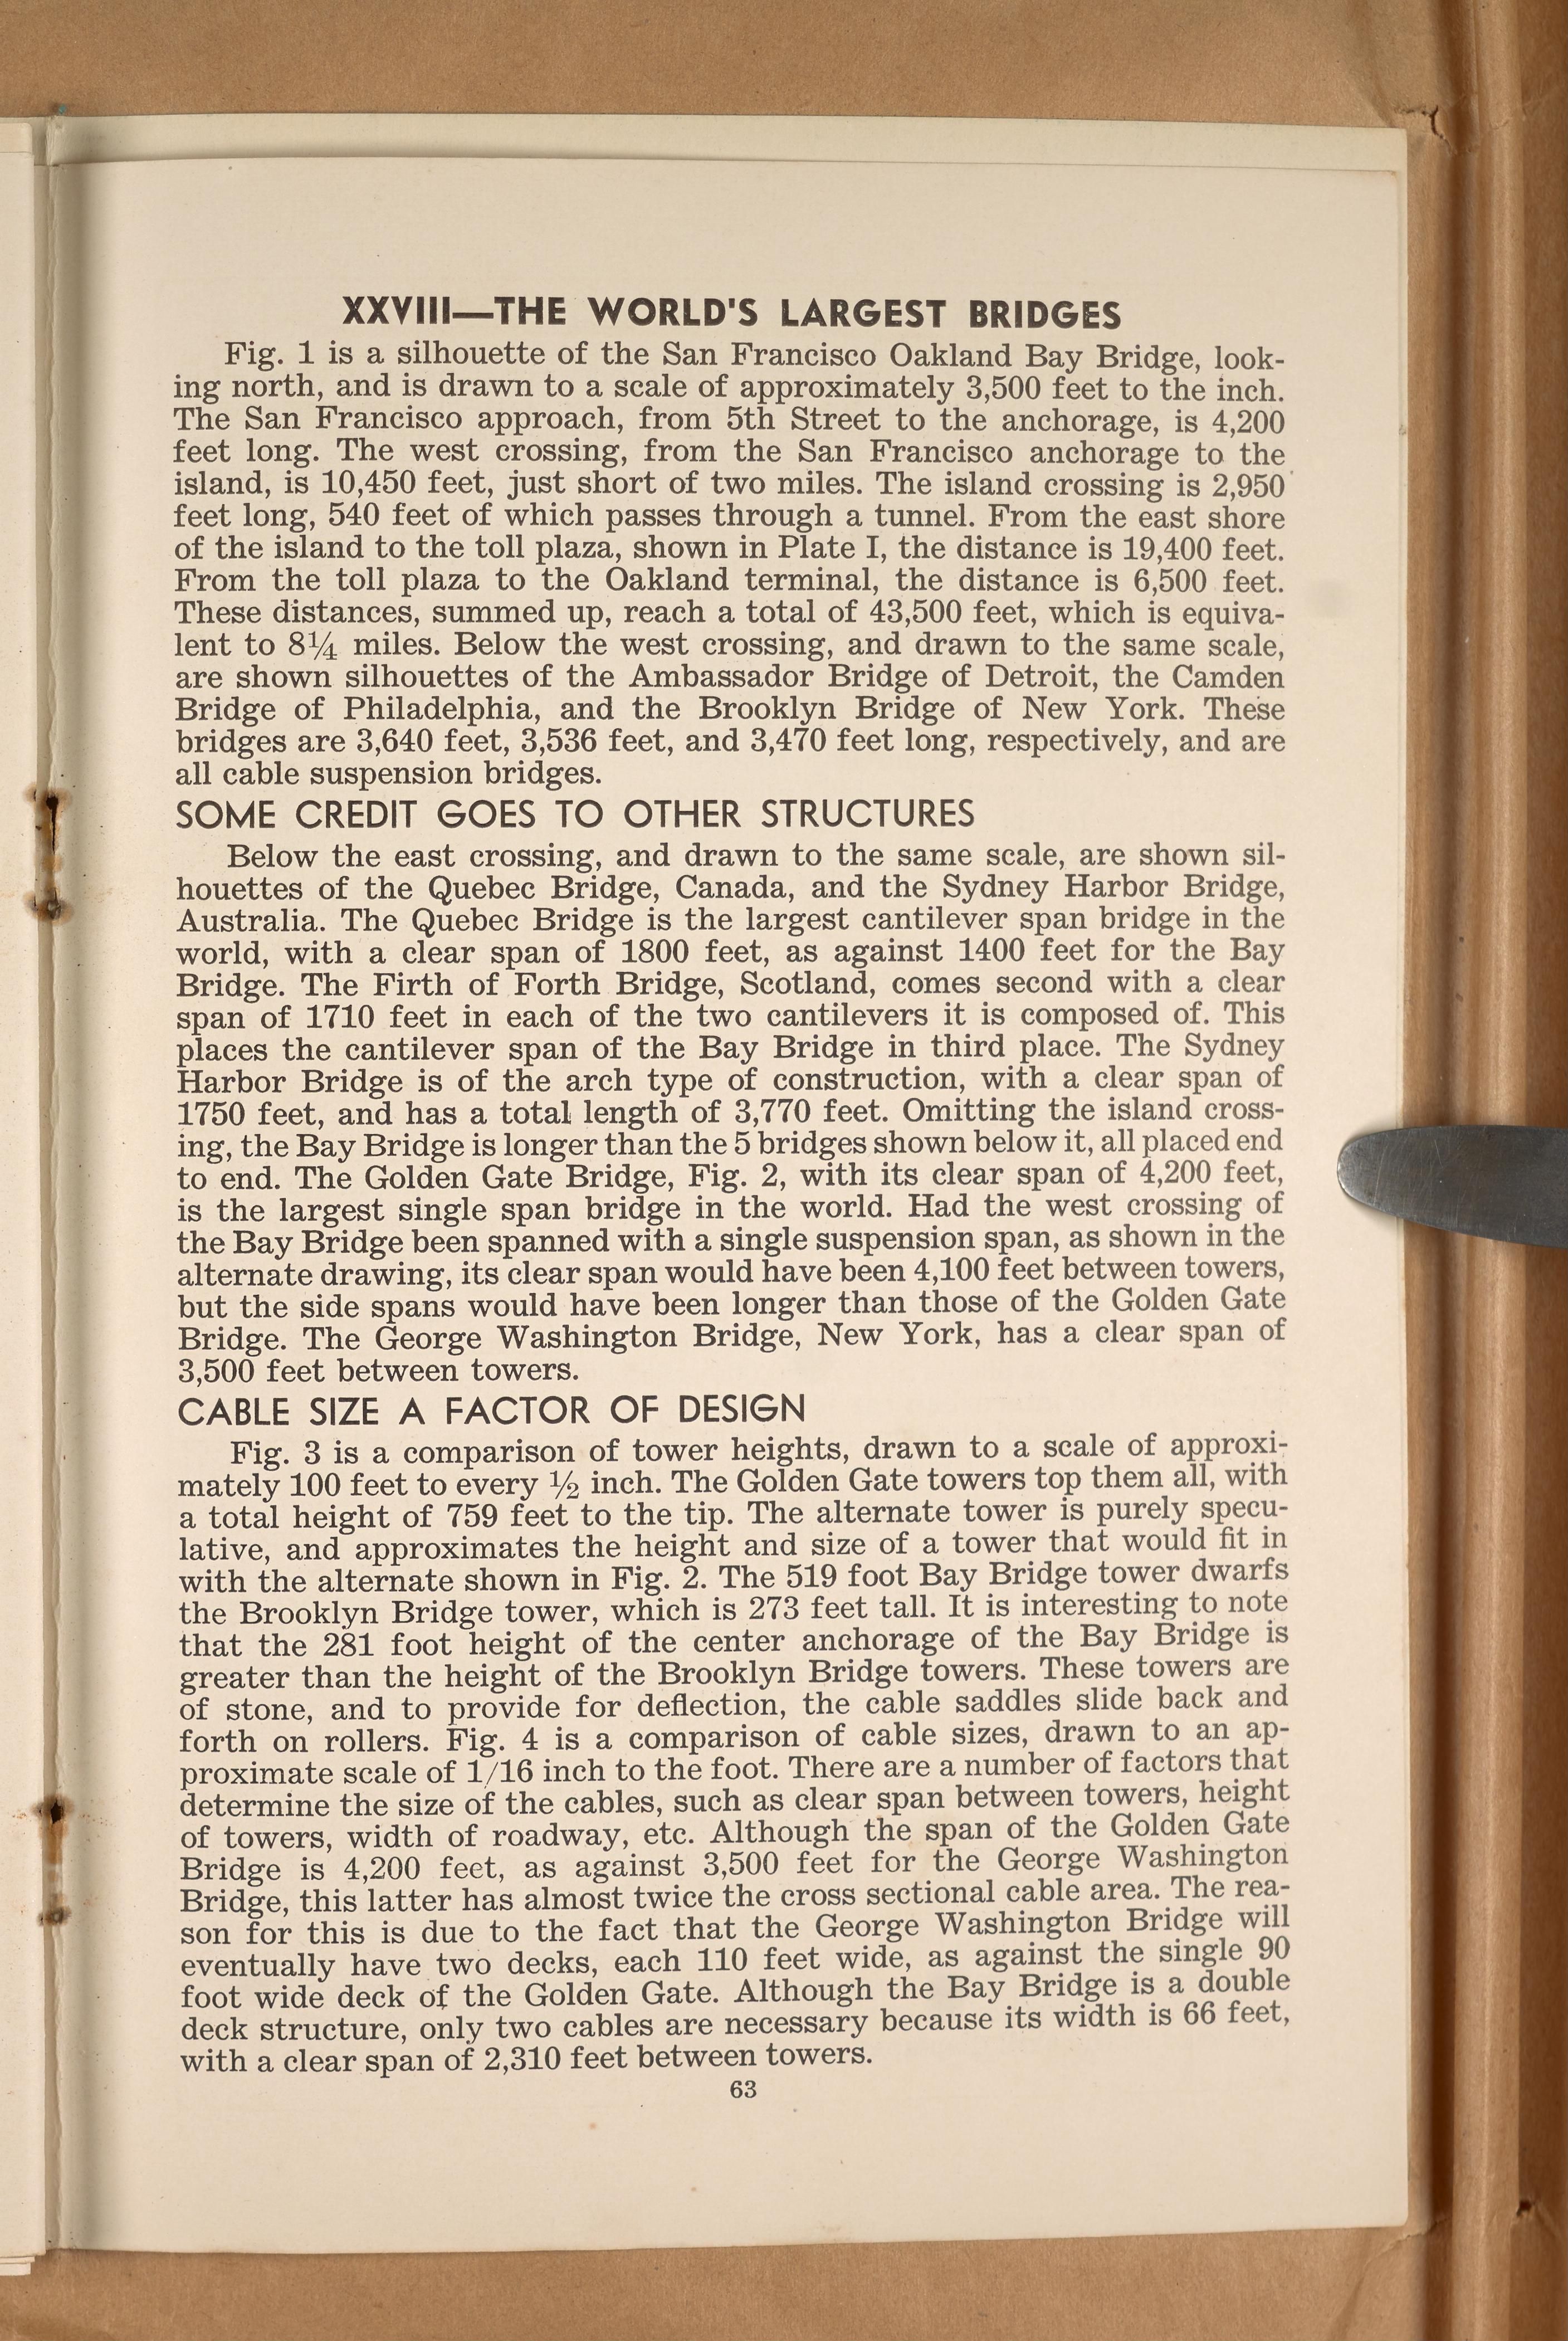 XXVIII—THE WORLD'S LARGEST BRIDGES
Fig. 1 is a silhouette of the San Francisco Oakland Bay Bridge, look-
ing north, and is drawn to a scale of approximately 3,500 feet to the inch.
The San Francisco approach, from 5th Street to the anchorage, is 4,200
feet long. The west crossing, from the San Francisco anchorage to the
island, is 10,450 feet, just short of two miles. The island crossing is 2,950
feet long, 540 feet of which passes through a tunnel. From the east shore
of the island to the toll plaza, shown in Plate I, the distance is 19,400 feet.
From the toll plaza to the Oakland terminal, the distance is 6,500 feet.
These distances, summed up, reach a total of 43,500 feet, which is equiva-
lent to 8¼ miles. Below the west crossing, and drawn to the same scale,
are shown silhouettes of the Ambassador Bridge of Detroit, the Camden
Bridge of Philadelphia, and the Brooklyn Bridge of New York. These
bridges are 3,640 feet, 3,536 feet, and 3,470 feet long, respectively, and are
all cable suspension bridges.
SOME CREDIT GOES TO OTHER STRUCTURES
Below the east crossing, and drawn to the same scale, are shown sil-
houettes of the Quebec Bridge, Canada, and the Sydney Harbor Bridge,
Australia. The Quebec Bridge is the largest cantilever span bridge in the
world, with a clear span of 1800 feet, as against 1400 feet for the Bay
Bridge. The Firth of Forth Bridge, Scotland, comes second with a clear
span of 1710 feet in each of the two cantilevers it is composed of. This
places the cantilever span of the Bay Bridge in third place. The Sydney
Harbor Bridge is of the arch type of construction, with a clear span of
1750 feet, and has a total length of 3,770 feet. Omitting the island cross-
ing, the Bay Bridge is longer than the 5 bridges shown below it, all placed end
to end. The Golden Gate Bridge, Fig. 2, with its clear span of 4,200 feet,
is the largest single span bridge in the world. Had the west crossing of
the Bay Bridge been spanned with a single suspension span, as shown in the
alternate drawing, its clear span would have been 4,100 feet between towers,
but the side spans would have been longer than those of the Golden Gate
Bridge. The George Washington Bridge, New York, has a clear span of
3,500 feet between towers.
CABLE SIZE A FACTOR OF DESIGN
Fig. 3 is a comparison of tower heights, drawn to a scale of approxi-
mately 100 feet to every ½ inch. The Golden Gate towers top them all, with
a total height of 759 feet to the tip. The alternate tower is purely specu-
lative, and approximates the height and size of a tower that would fit in
with the alternate shown in Fig. 2. The 519 foot Bay Bridge tower dwarfs
the Brooklyn Bridge tower, which is 273 feet tall. It is interesting to note
that the 281 foot height of the center anchorage of the Bay Bridge is
greater than the height of the Brooklyn Bridge towers. These towers are
of stone, and to provide for deflection, the cable saddles slide back and
forth on rollers. Fig. 4 is a comparison of cable sizes, drawn to an ap-
proximate scale of 1/16 inch to the foot. There are a number of factors that
determine the size of the cables, such as clear span between towers, height
of towers, width of roadway, etc. Although the span of the Golden Gate
Bridge is 4,200 feet, as against 3,500 feet for the George Washington
Bridge, this latter has almost twice the cross sectional cable area. The rea-
son for this is due to the fact that the George Washington Bridge will
eventually have two decks, each 110 feet wide, as against the single 90
foot wide deck of the Golden Gate. Although the Bay Bridge is a double
deck structure, only two cables are necessary because its width is 66 feet,
with a clear span of 2,310 feet between towers.
63